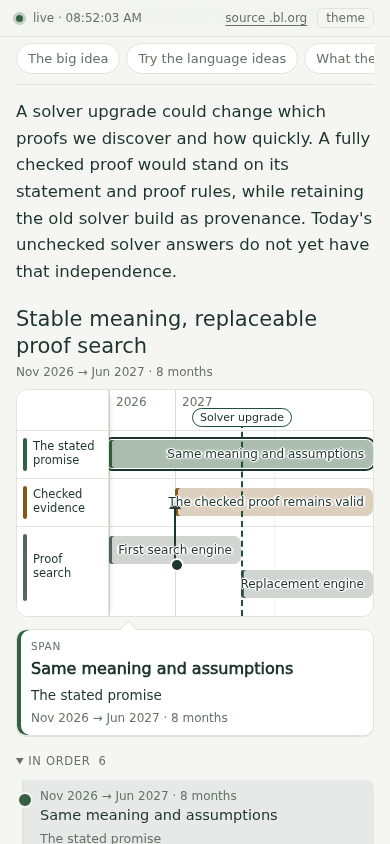 live · 08:52:03 AM
source .bl.org
theme
The big idea
Try the language ideas
What the
A solver upgrade could change which
proofs we discover and how quickly. A fully
checked proof would stand on its
statement and proof rules, while retaining
the old solver build as provenance. Today's
unchecked solver answers do not yet have
that independence.
Stable meaning, replaceable
proof search
Nov 2026 → Jun 2027 · 8 months
2026
2027
Solver upgrade
The stated
promise
Same meaning and assumptions
Checked
evidence
The checked proof remains valid
Proof
search
First search engine
Replacement engine
SPAN
Same meaning and assumptions
The stated promise
Nov 2026 → Jun 2027 · 8 months
▼ IN ORDER 6
Nov 2026 → Jun 2027 · 8 months
Same meaning and assumptions
The stated promise